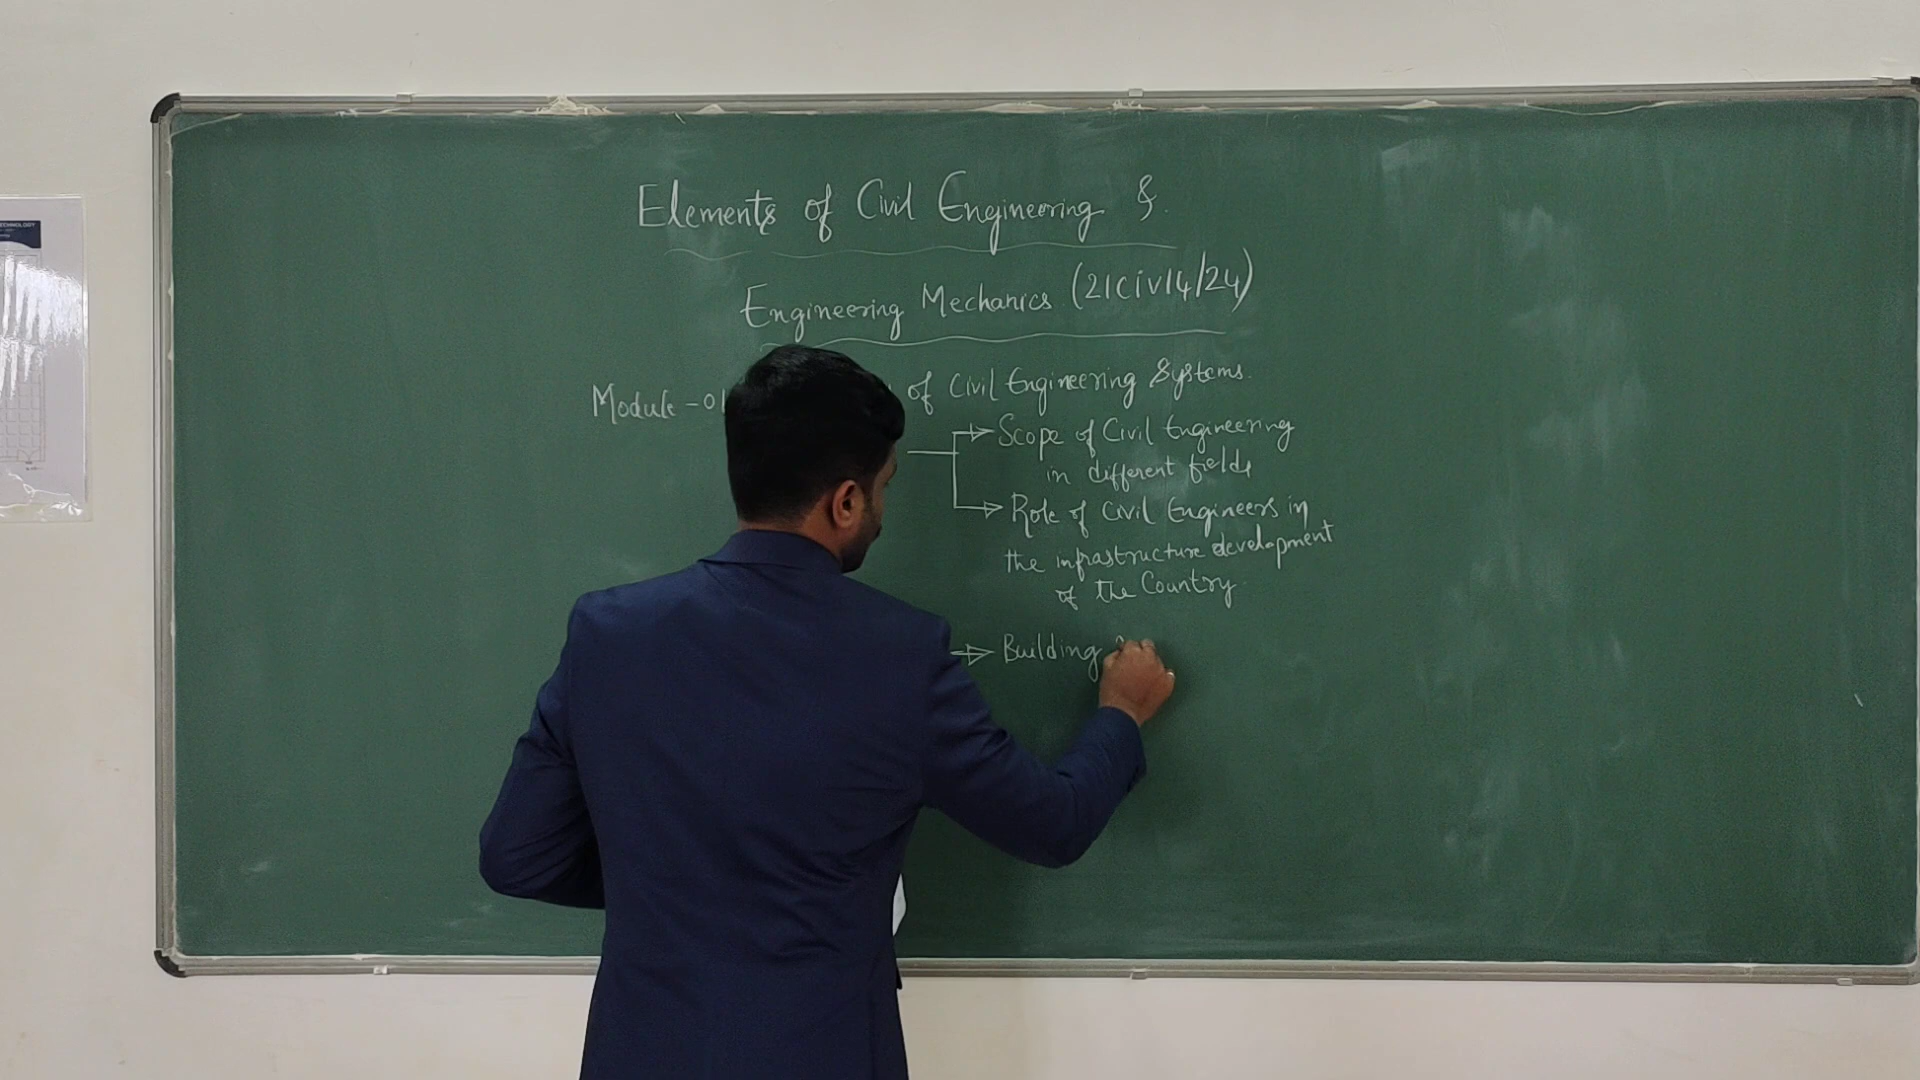 Elements of Civil Engineering &
Engineering Mechanics (21CIV14/24)
Module-01
of Civil Engineering Systems.
Scope of Civil Engineering
in different fields
Role of Civil Engineers in
the infrastructure development
of the Country.
Building
TECHNOLOGY